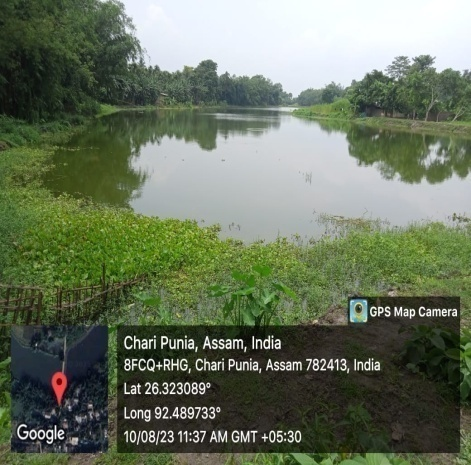 GPS Map Camera
Chari Punia, Assam, India
8FCQ+RHG, Chari Punia, Assam 782413, India
Lat 26.323089°
Long 92.489733°
10/08/23 11:37 AM GMT +05:30
Google